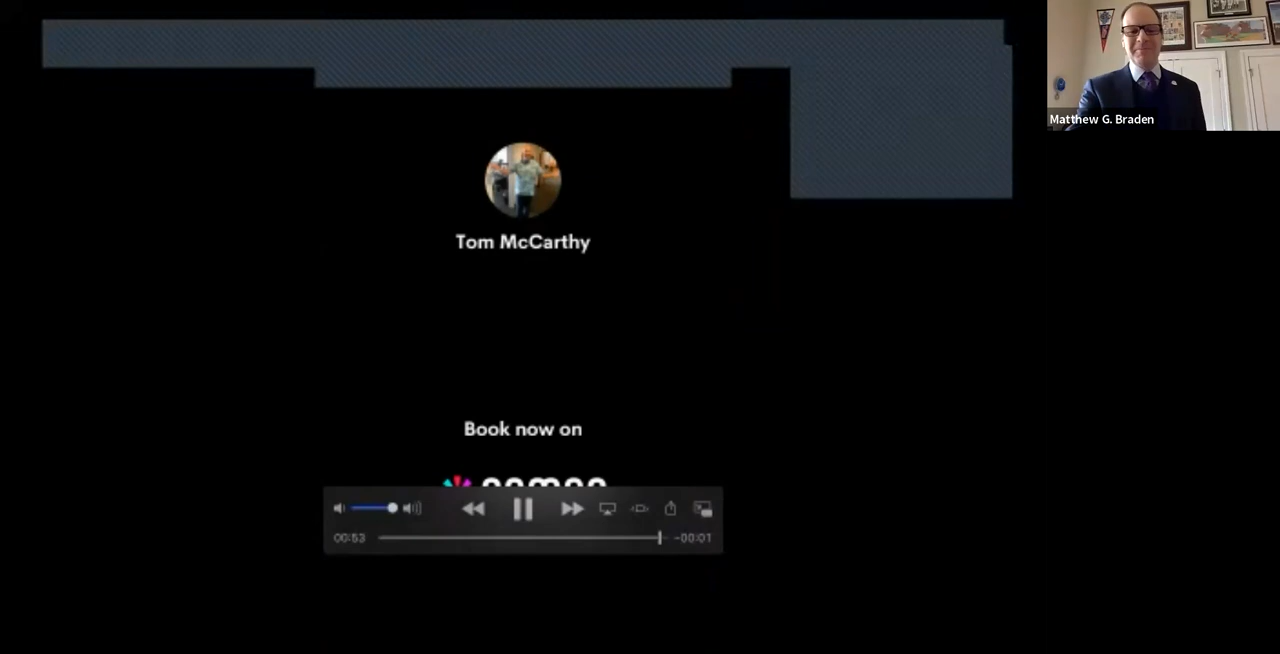 Matthew G. Braden
Tom McCarthy
Book now on
00:53
-00:01